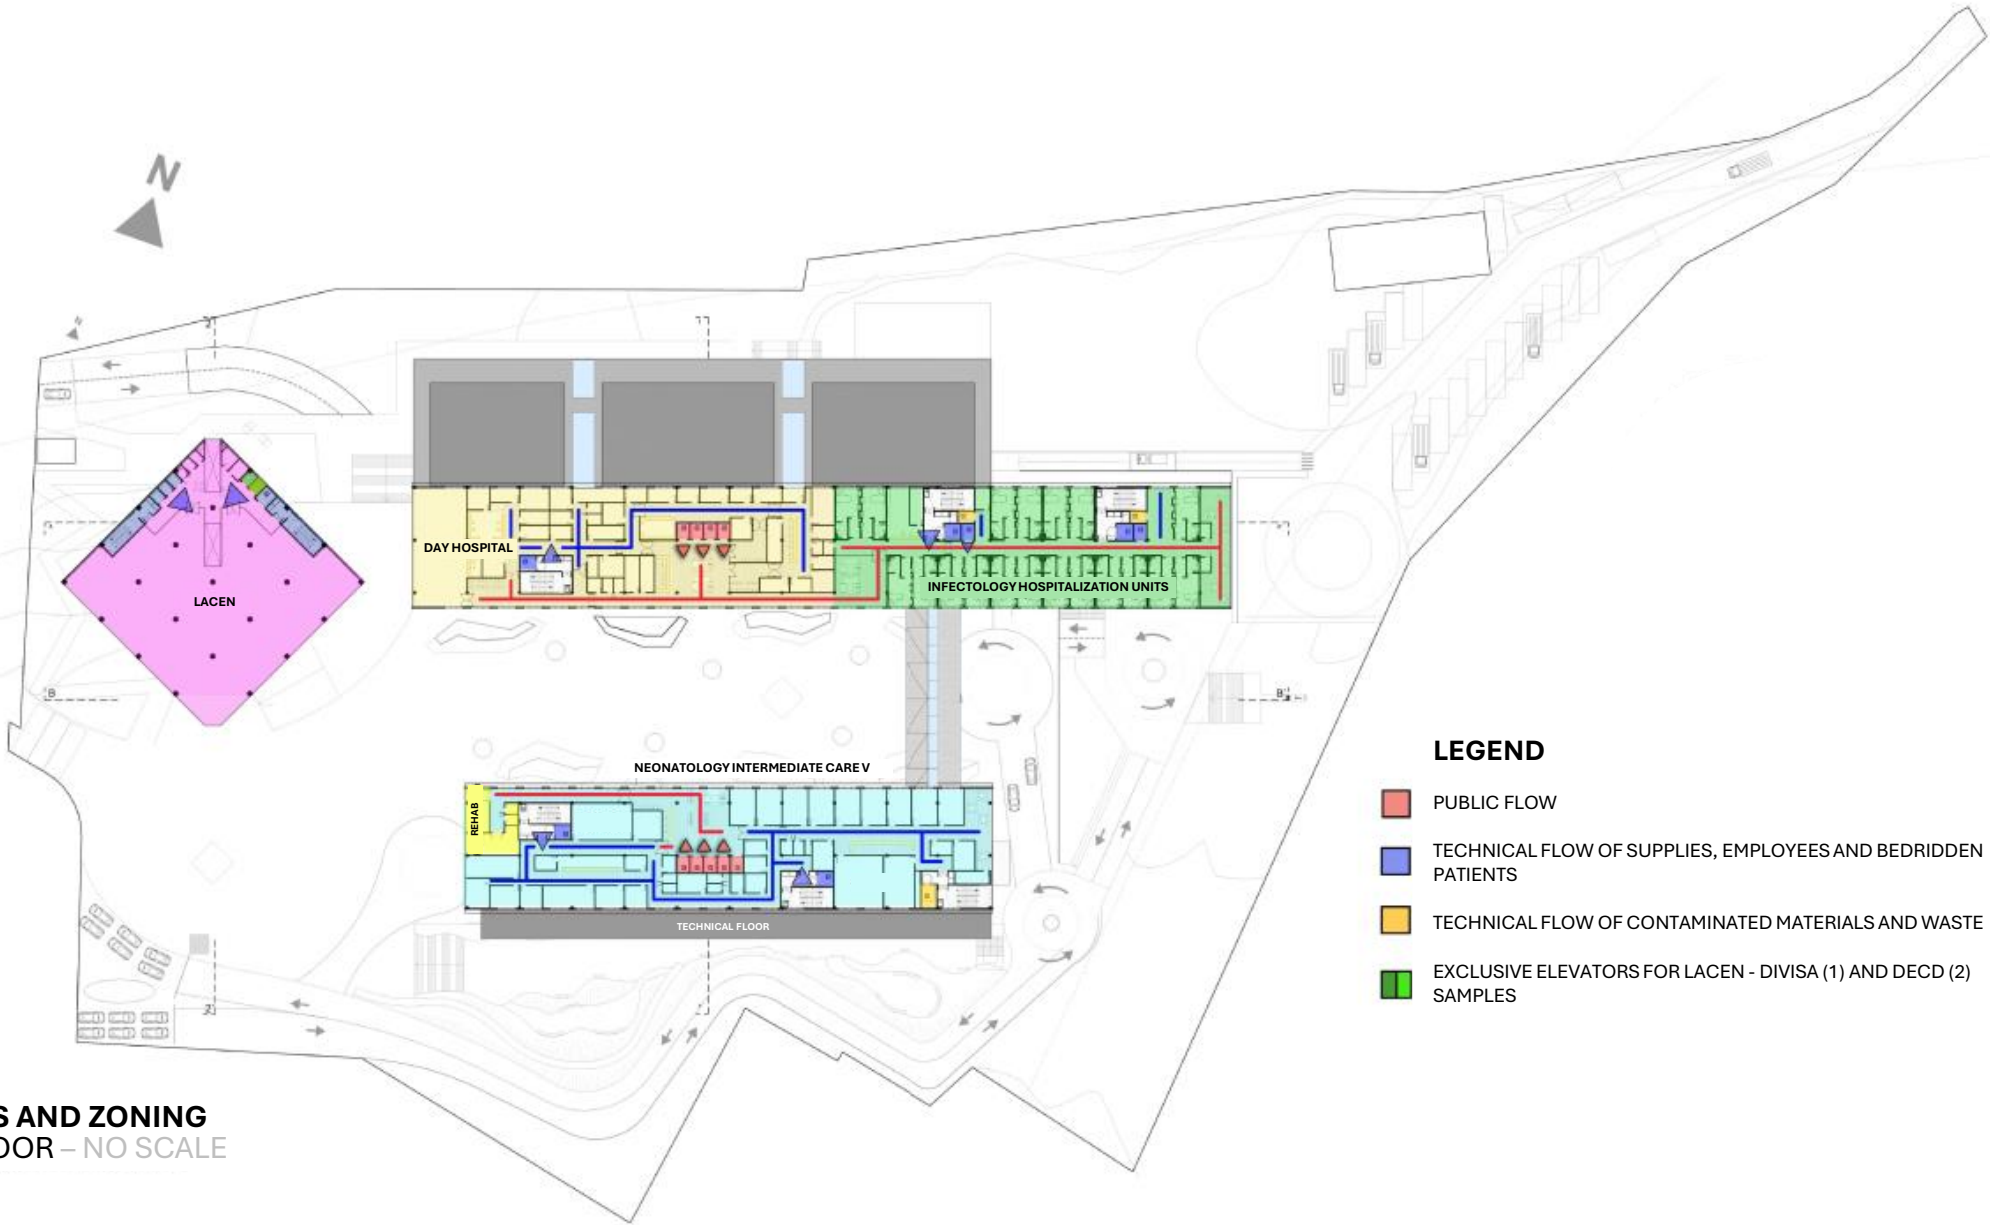 N
N
DAY HOSPITAL
INFECTOLOGY HOSPITALIZATION UNITS
LACEN
B
B
NEONATOLOGY INTERMEDIATE CARE V
REHAB
TECHNICAL FLOOR
LEGEND
PUBLIC FLOW
TECHNICAL FLOW OF SUPPLIES, EMPLOYEES AND BEDRIDDEN
PATIENTS
TECHNICAL FLOW OF CONTAMINATED MATERIALS AND WASTE
EXCLUSIVE ELEVATORS FOR LACEN - DIVISA (1) AND DECD (2)
SAMPLES
S AND ZONING
OOR – NO SCALE